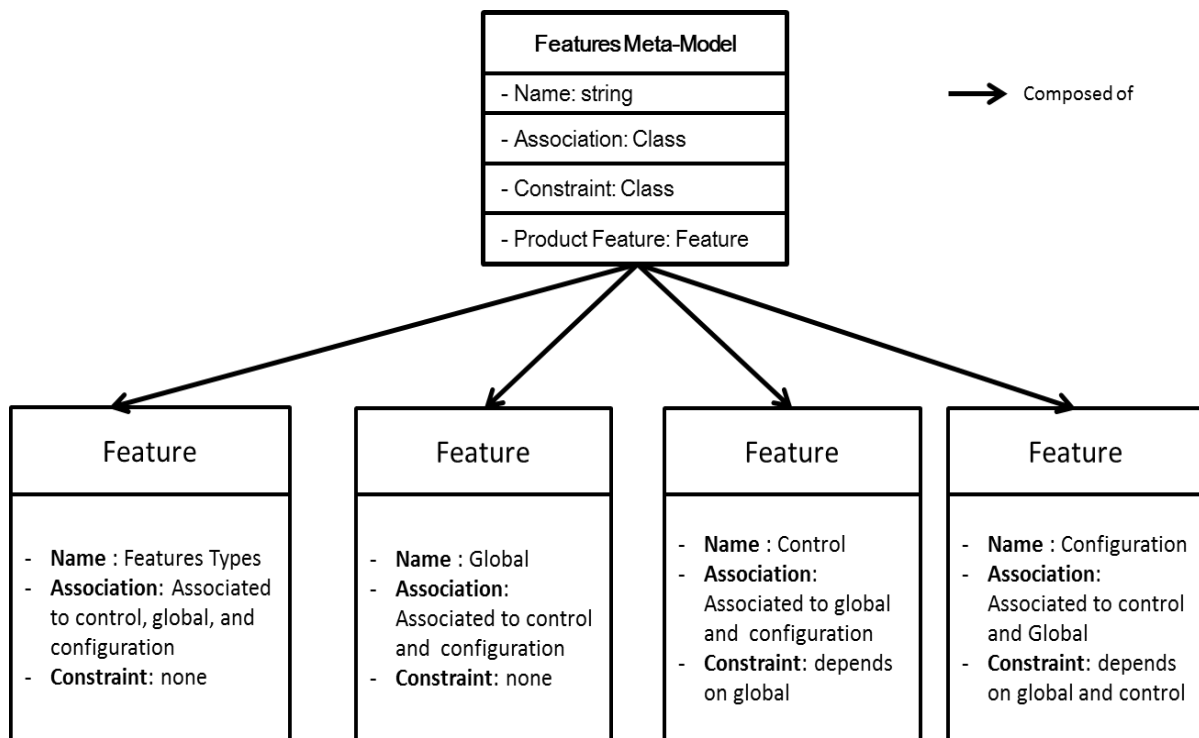 Features Meta-Model
- Name: string
- Association: Class
- Constraint: Class
- Product Feature: Feature
Composed of
Feature
- Name : Features Types
- Association: Associated
to control, global, and
configuration
- Constraint: none
Feature
- Name : Global
- Association:
Associated to control
and configuration
- Constraint: none
Feature
- Name : Control
- Association:
Associated to global
and configuration
- Constraint: depends
on global
Feature
- Name : Configuration
- Association:
Associated to control
and Global
- Constraint: depends
on global and control